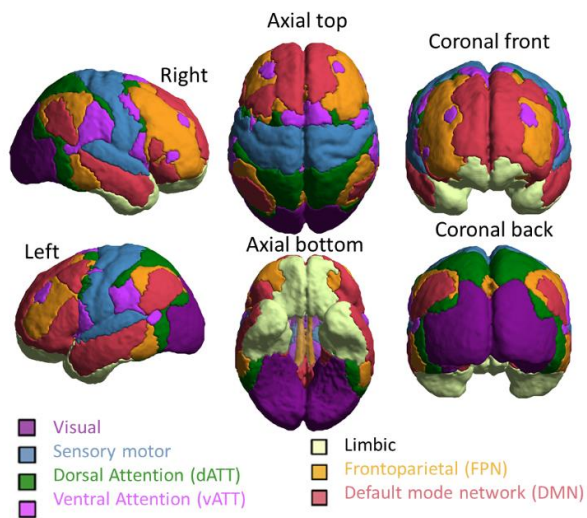 Axial top
Right
Coronal front
Left
Axial bottom
Coronal back
Visual
Sensory motor
Dorsal Attention (dATT)
Ventral Attention (vATT)
Limbic
Frontoparietal (FPN)
Default mode network (DMN)